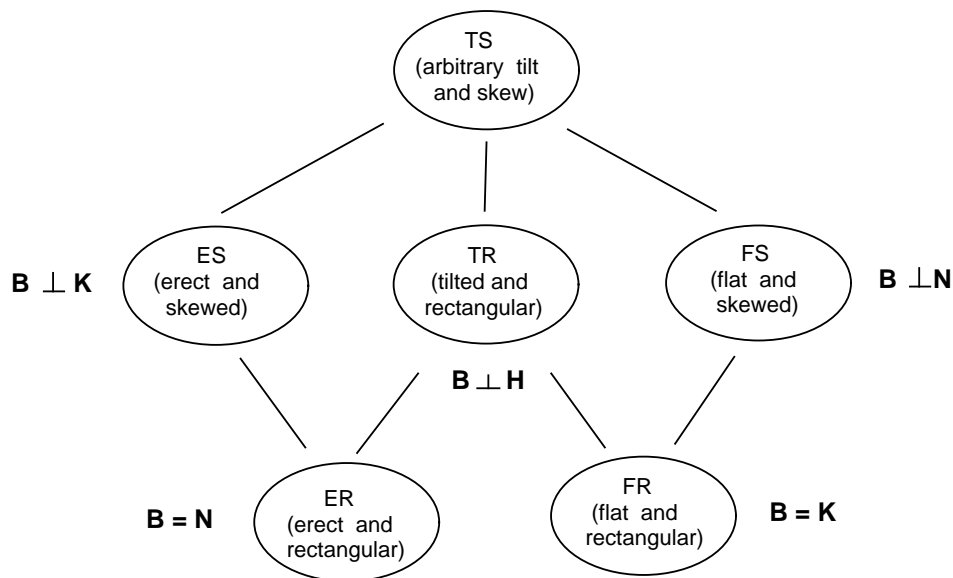 TS
(arbitrary tilt
and skew)
B ⊥ K
ES
(erect and
skewed)
TR
(tilted and
rectangular)
FS
(flat and
skewed)
B ⊥ N
B ⊥ H
B = N
ER
(erect and
rectangular)
FR
(flat and
rectangular)
B = K